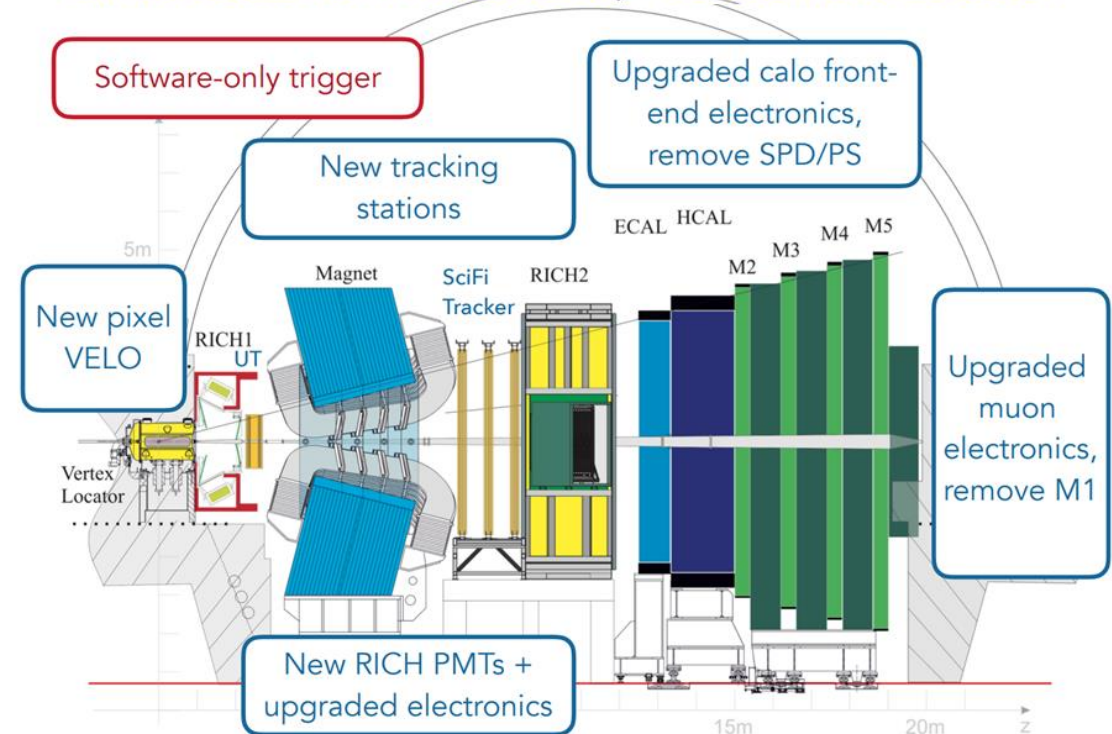 Software-only trigger
Upgraded calo front-
end electronics,
remove SPD/PS
New tracking
stations
5m
New pixel
VELO
RICH1
UT
Magnet
SciFi
Tracker
RICH2
ECAL
HCAL
M2
M3
M4
M5
Upgraded
muon
electronics,
remove M1
Vertex
Locator
New RICH PMTs +
upgraded electronics
15m
20m
z